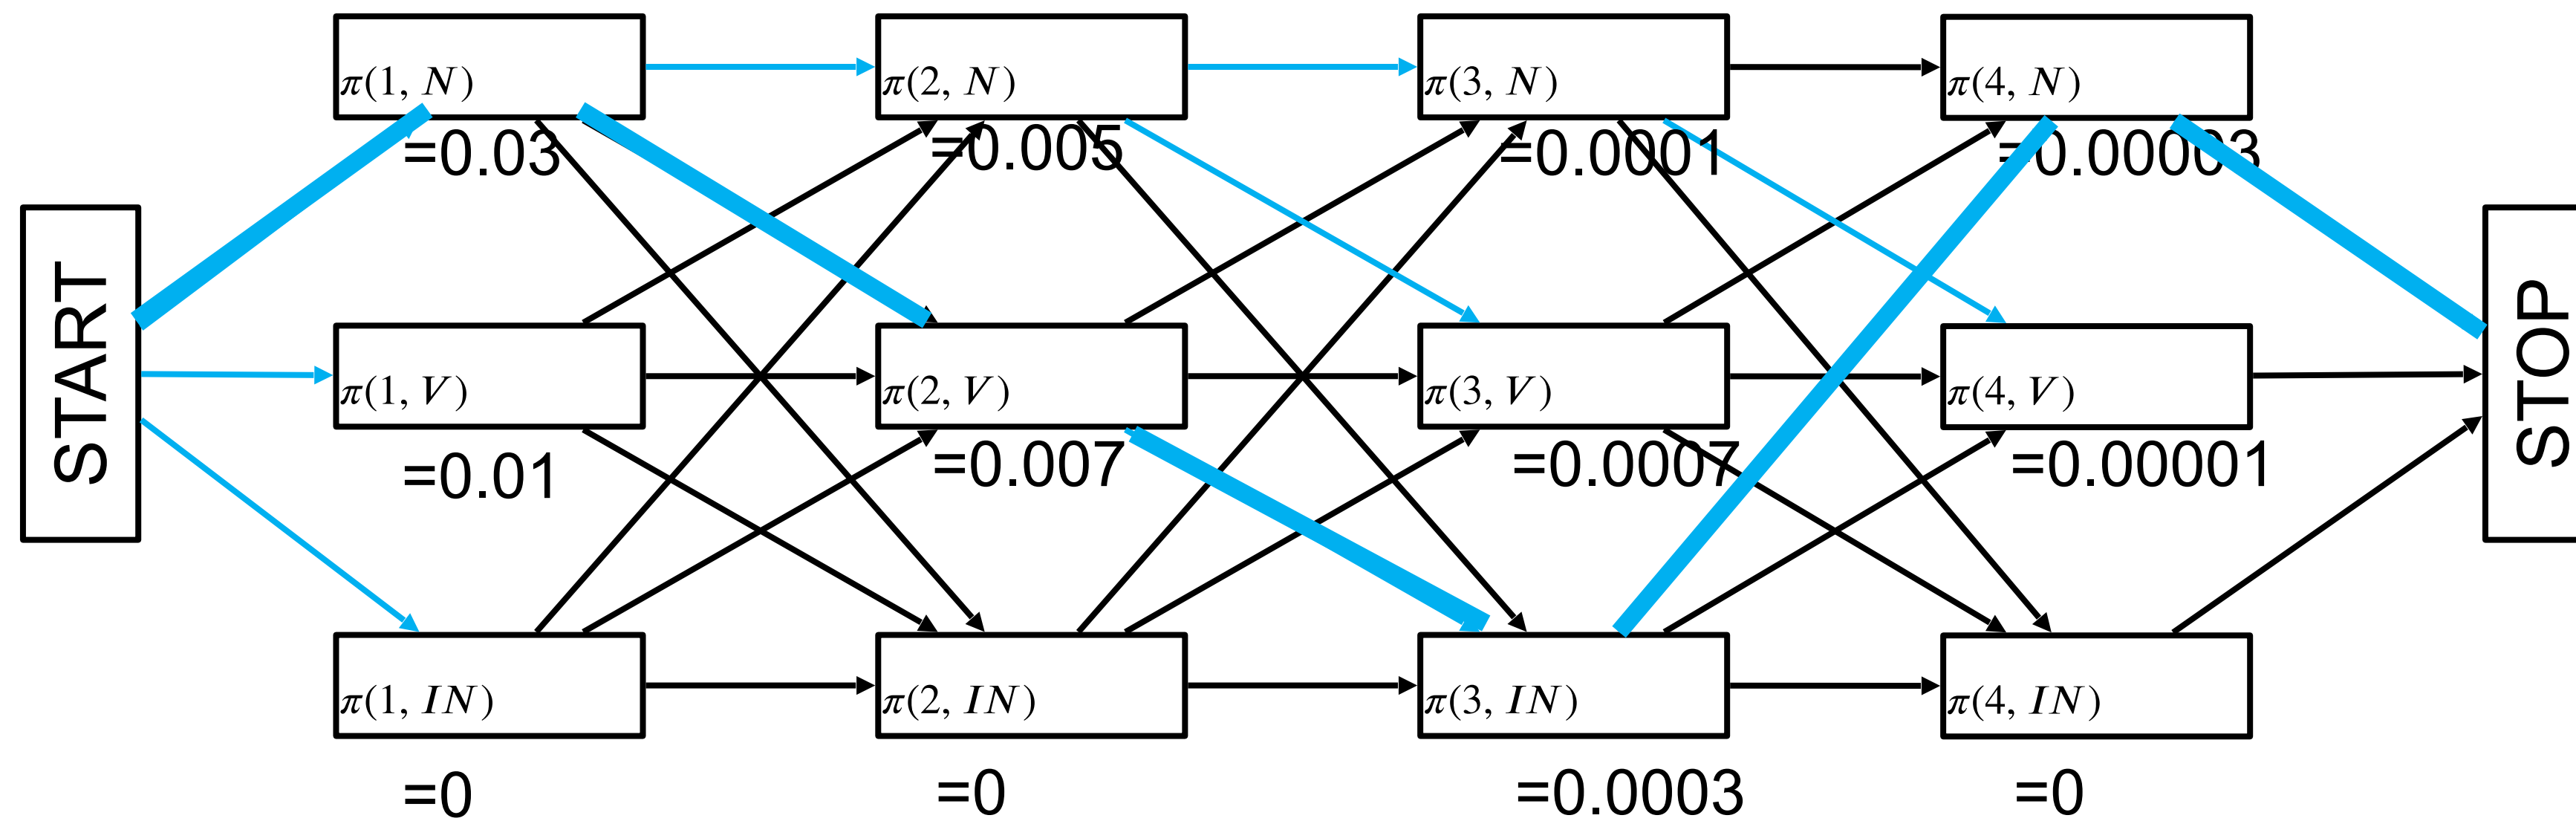 π(1, N)
π(2, N)
π(3, N)
π(4, N)
=0.03
=0.005
=0.0001
=0.00003
START
STOP
π(1, V)
π(2, V)
π(3, V)
π(4, V)
=0.01
=0.007
=0.0007
=0.00001
π(1, IN)
π(2, IN)
π(3, IN)
π(4, IN)
=0
=0
=0.0003
=0